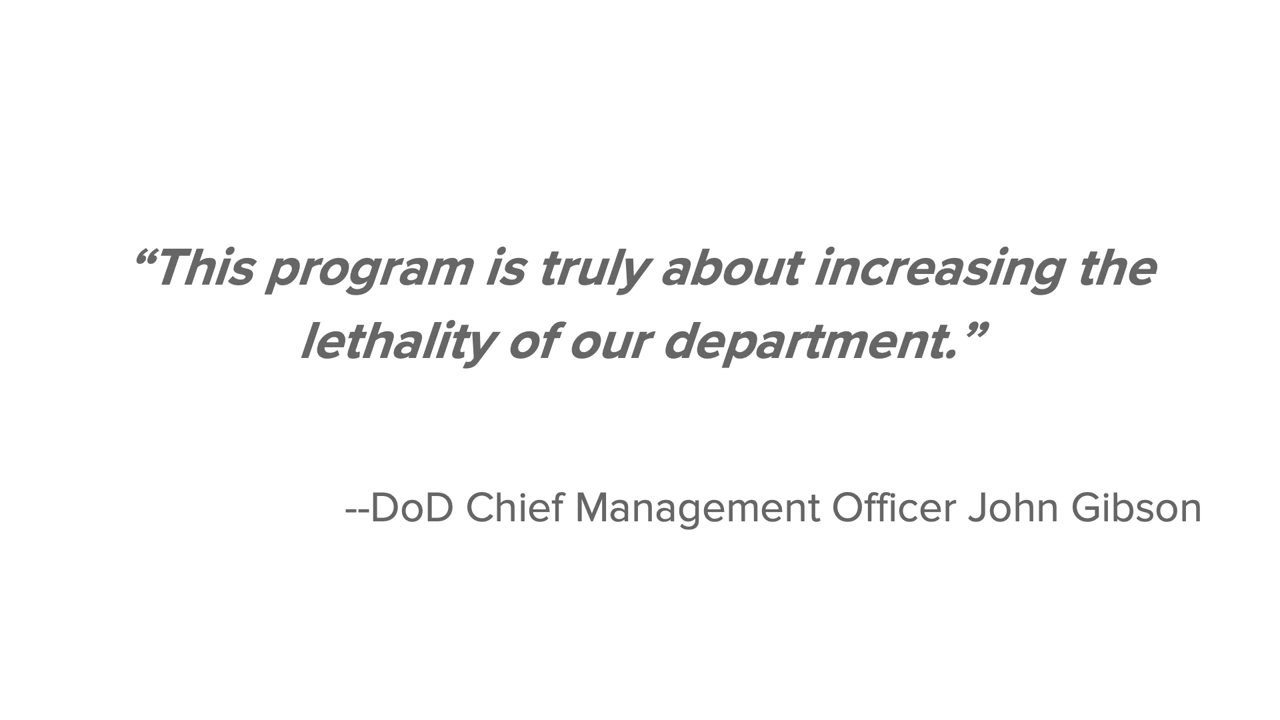 “This program is truly about increasing the
lethality of our department.”
--DoD Chief Management Officer John Gibson